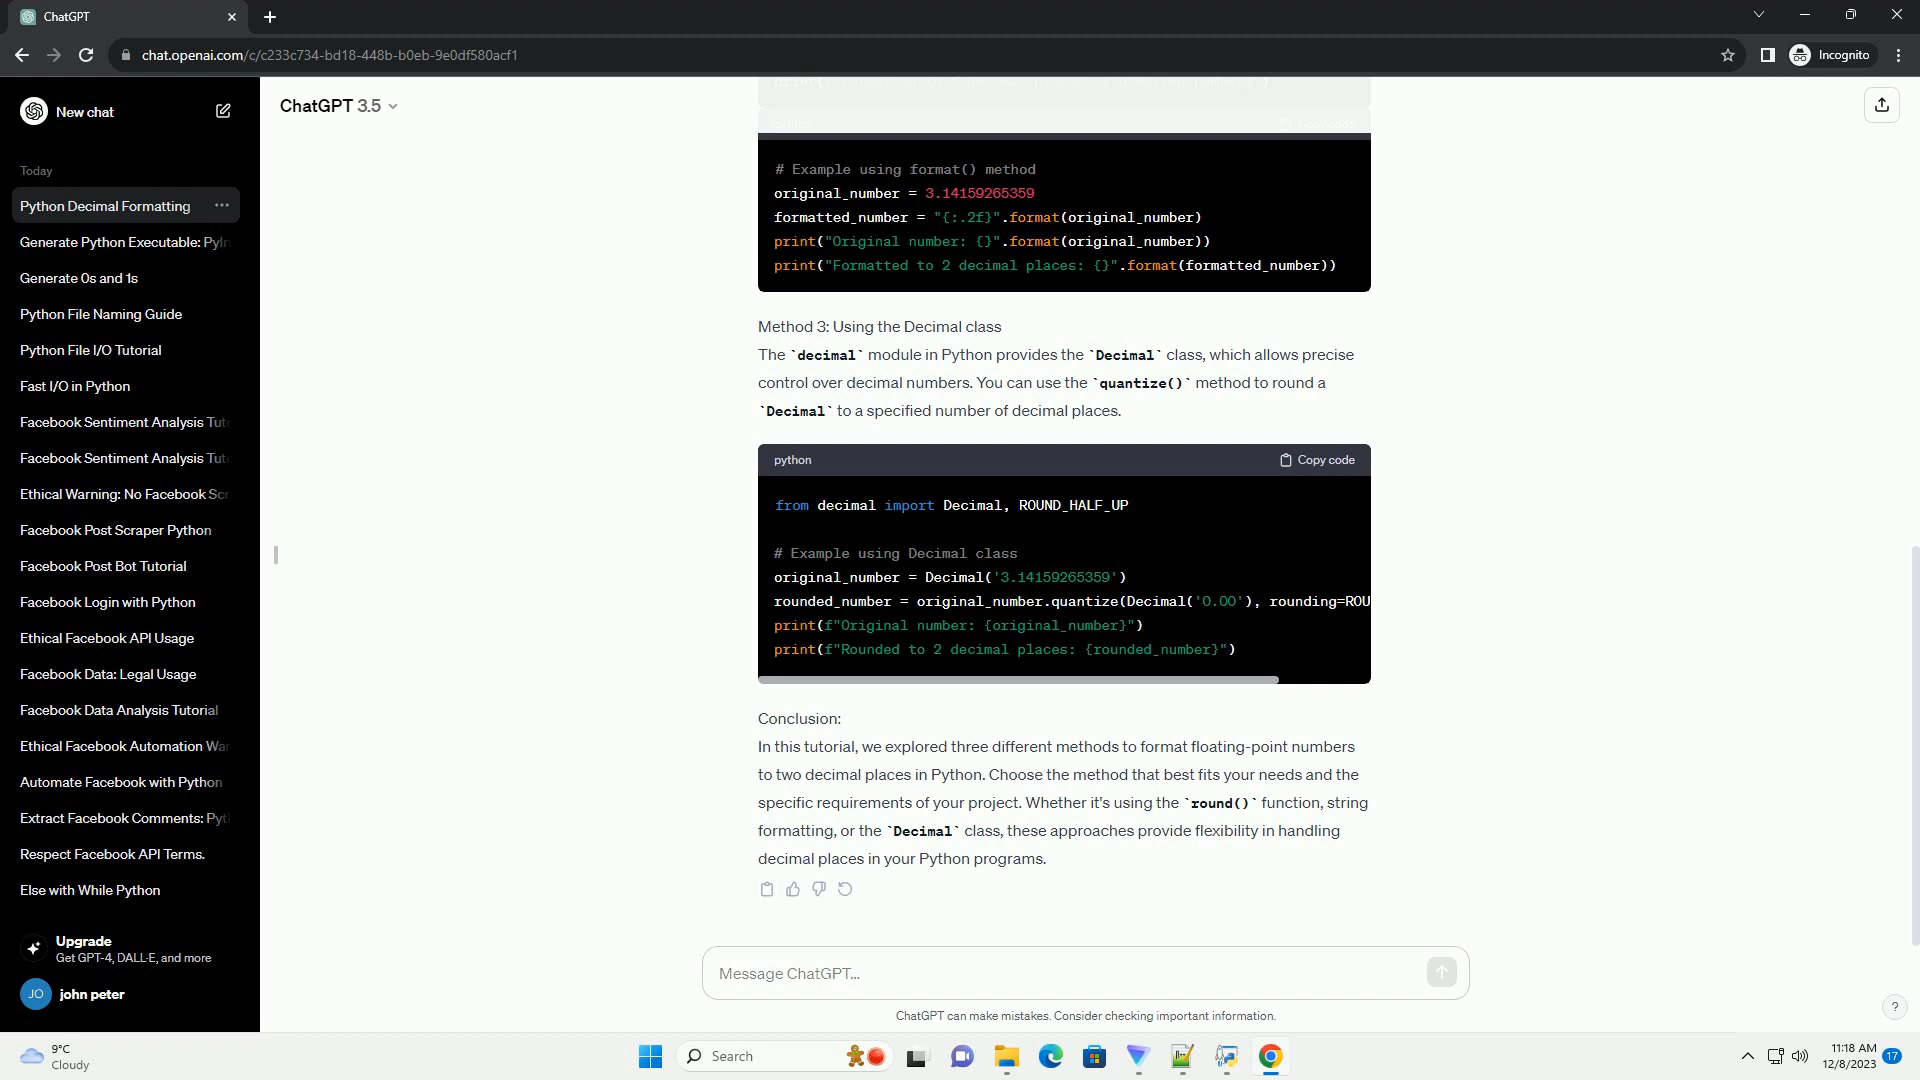 ChatGPT
chat.openai.com/c/c233c734-bd18-448b-b0eb-9e0df580acf1
Incognito
New chat
Today
Python Decimal Formatting
Generate Python Executable: PyIn
Generate 0s and 1s
Python File Naming Guide
Python File I/O Tutorial
Fast I/O in Python
Facebook Sentiment Analysis Tuto
Facebook Sentiment Analysis Tuto
Ethical Warning: No Facebook Scr
Facebook Post Scraper Python
Facebook Post Bot Tutorial
Facebook Login with Python
Ethical Facebook API Usage
Facebook Data: Legal Usage
Facebook Data Analysis Tutorial
Ethical Facebook Automation War
Automate Facebook with Python
Extract Facebook Comments: Pyth
Respect Facebook API Terms.
Else with While Python
Upgrade
Get GPT-4, DALL·E, and more
JO
john peter
ChatGPT 3.5
# Example using format() method
original_number = 3.14159265359
formatted_number = "{:.2f}".format(original_number)
print("Original number: {}".format(original_number))
print("Formatted to 2 decimal places: {}".format(formatted_number))
Method 3: Using the Decimal class
The `decimal` module in Python provides the `Decimal` class, which allows precise
control over decimal numbers. You can use the `quantize()` method to round a
`Decimal` to a specified number of decimal places.
python
Copy code
from decimal import Decimal, ROUND_HALF_UP
# Example using Decimal class
original_number = Decimal('3.14159265359')
rounded_number = original_number.quantize(Decimal('0.00'), rounding=ROU
print(f"Original number: {original_number}")
print(f"Rounded to 2 decimal places: {rounded_number}")
Conclusion:
In this tutorial, we explored three different methods to format floating-point numbers
to two decimal places in Python. Choose the method that best fits your needs and the
specific requirements of your project. Whether it's using the `round()` function, string
formatting, or the `Decimal` class, these approaches provide flexibility in handling
decimal places in your Python programs.
Message ChatGPT...
ChatGPT can make mistakes. Consider checking important information.
?
9°C
Cloudy
Search
11:18 AM
12/8/2023
17